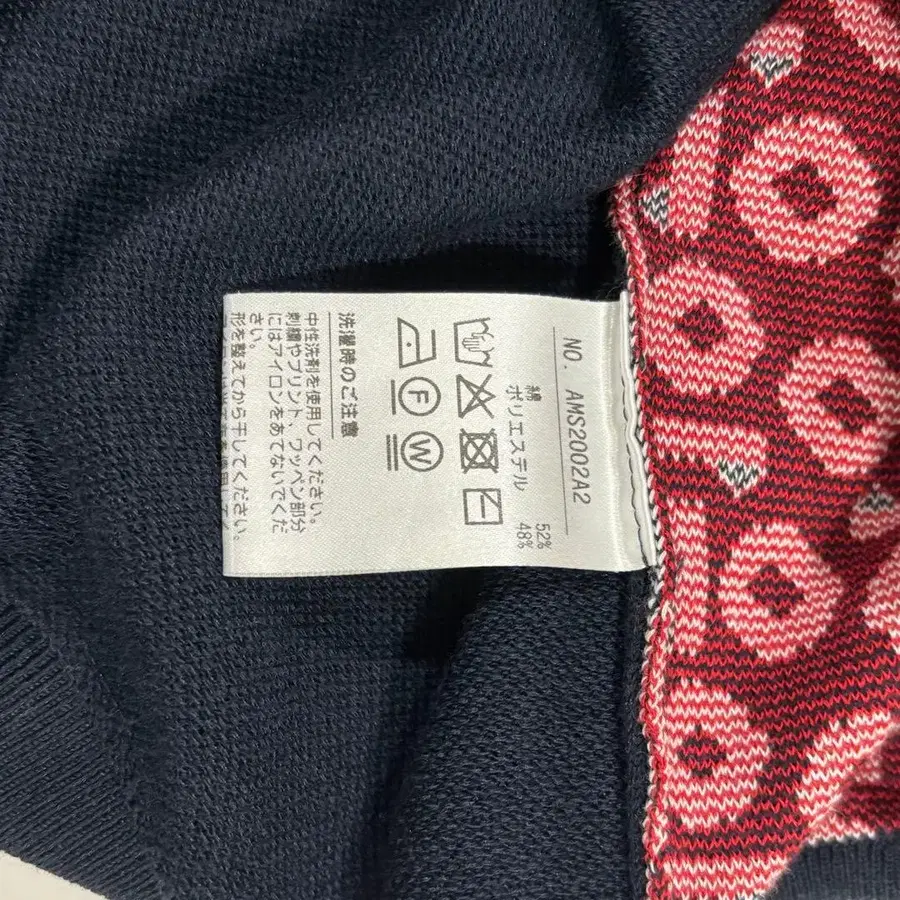 NO. AMS2002A2
綿 52%
ポリエステル 48%
F
W
洗濯時のご注意
中性洗剤を使用してください。
刺繍やプリント、ワッペン部分
にはアイロンをあてないでくだ
さい。
形を整えてから干してください。